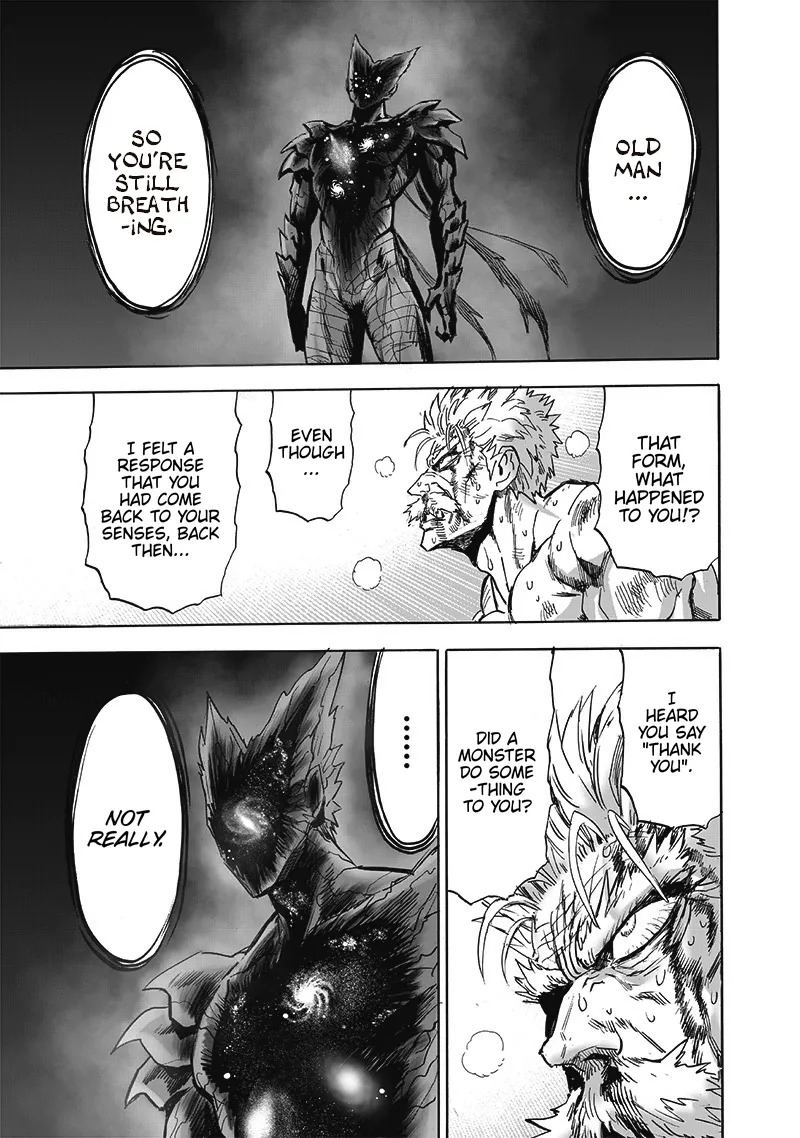 OLD
MAN
...
SO
YOU'RE
STILL
BREATH
-ING.
THAT
FORM,
WHAT
HAPPENED
TO YOU!?
EVEN
THOUGH
...
I FELT A
RESPONSE
THAT YOU
HAD COME
BACK TO YOUR
SENSES, BACK
THEN...
I
HEARD
YOU SAY
"THANK
YOU".
DID A
MONSTER
DO SOME
-THING
TO YOU?
......
NOT
REALLY.